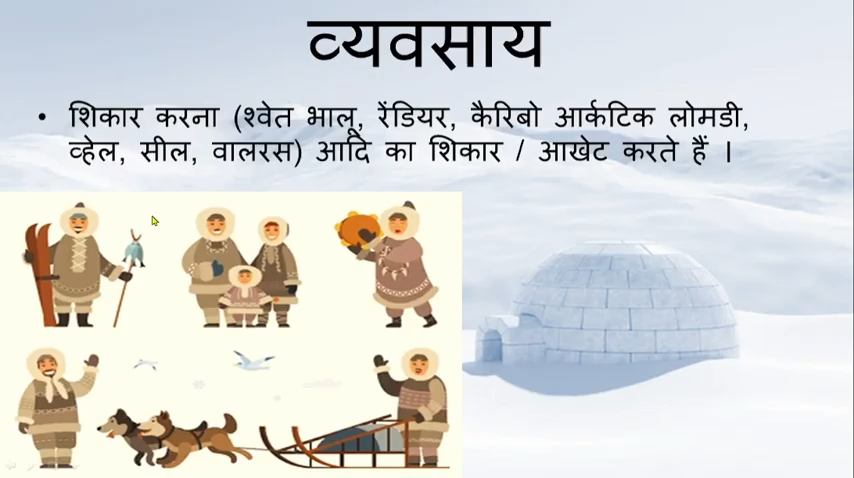 व्यवसाय
• शिकार करना (श्वेत भालू, रेंडियर, कैरिबो आर्कटिक लोमडी,
व्हेल, सील, वालरस) आदि का शिकार / आखेट करते हैं ।